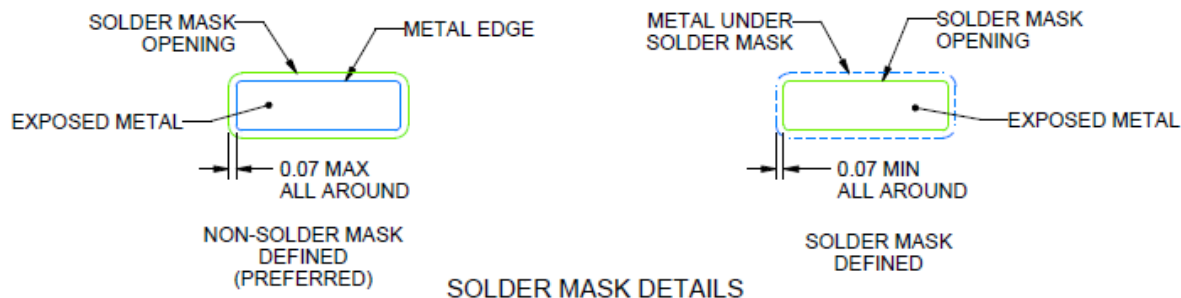 SOLDER MASK
OPENING
METAL EDGE
EXPOSED METAL
0.07 MAX
ALL AROUND
NON-SOLDER MASK
DEFINED
(PREFERRED)
METAL UNDER
SOLDER MASK
SOLDER MASK
OPENING
EXPOSED METAL
0.07 MIN
ALL AROUND
SOLDER MASK
DEFINED
SOLDER MASK DETAILS